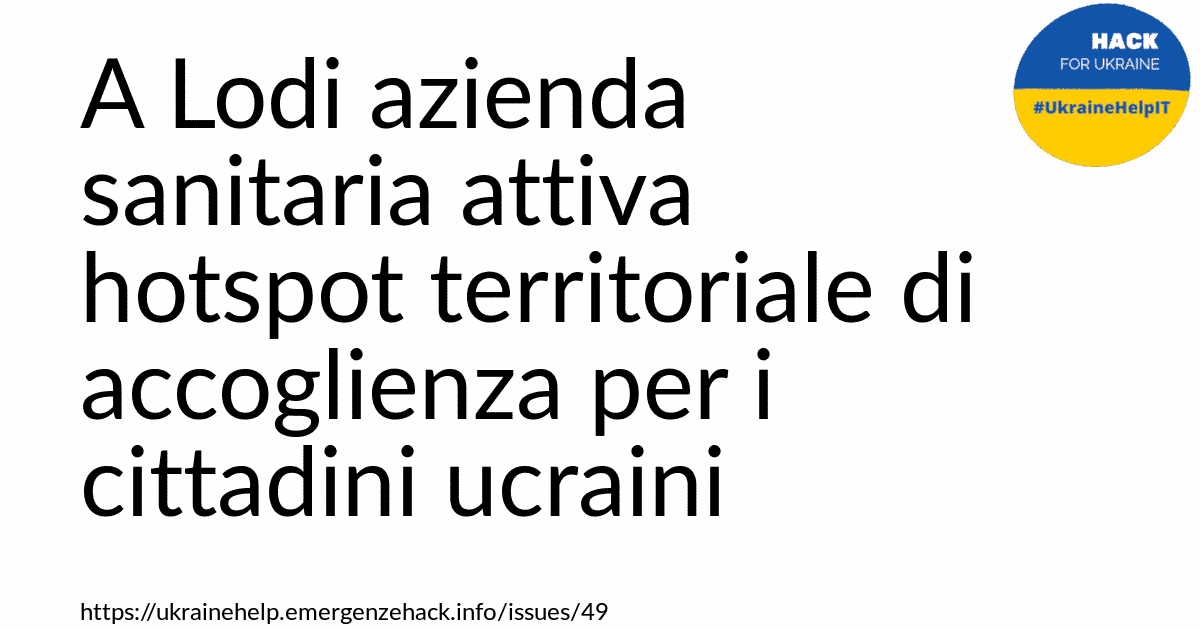 A Lodi azienda
sanitaria attiva
hotspot territoriale di
accoglienza per i
cittadini ucraini
https://ukrainehelp.emergenzehack.info/issues/49
HACK
FOR UKRAINE
#UkraineHelpIT